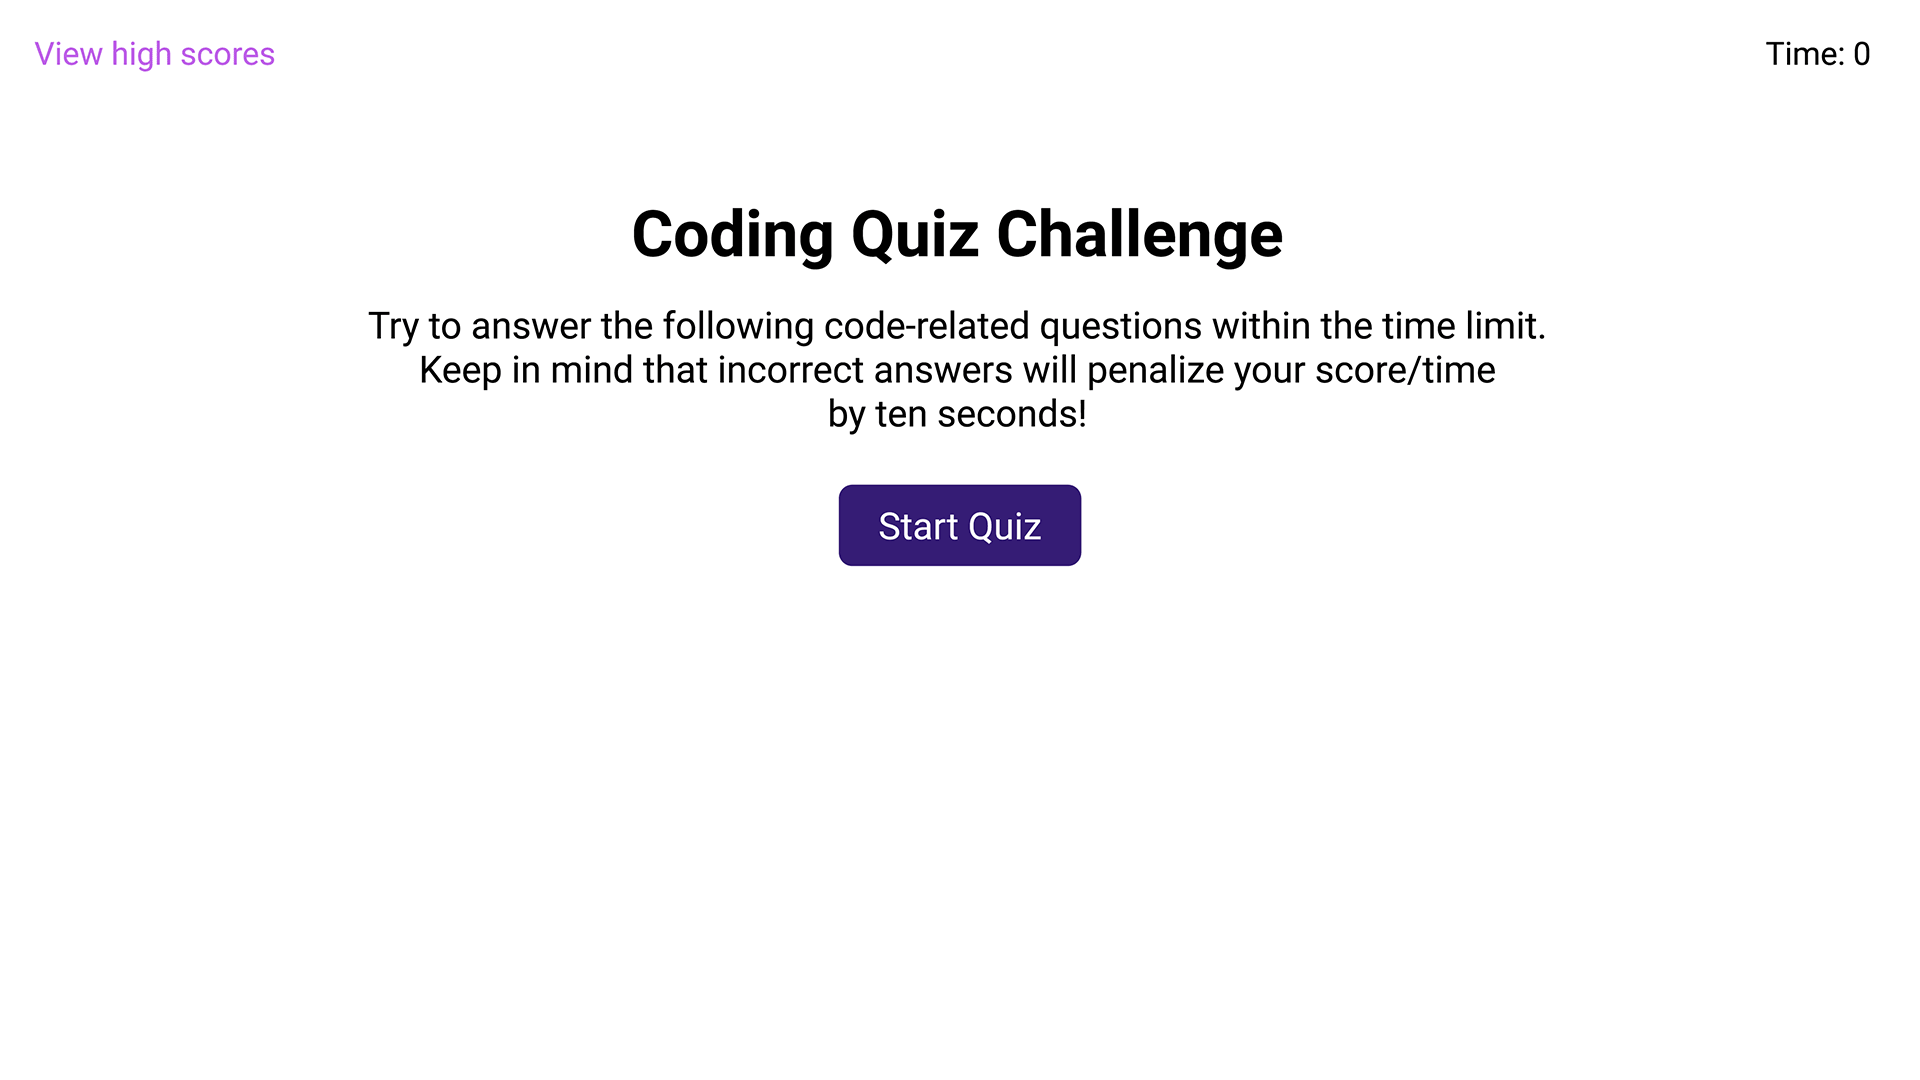 View high scores
Time: 0
Coding Quiz Challenge
Try to answer the following code-related questions within the time limit.
Keep in mind that incorrect answers will penalize your score/time
by ten seconds!
Start Quiz